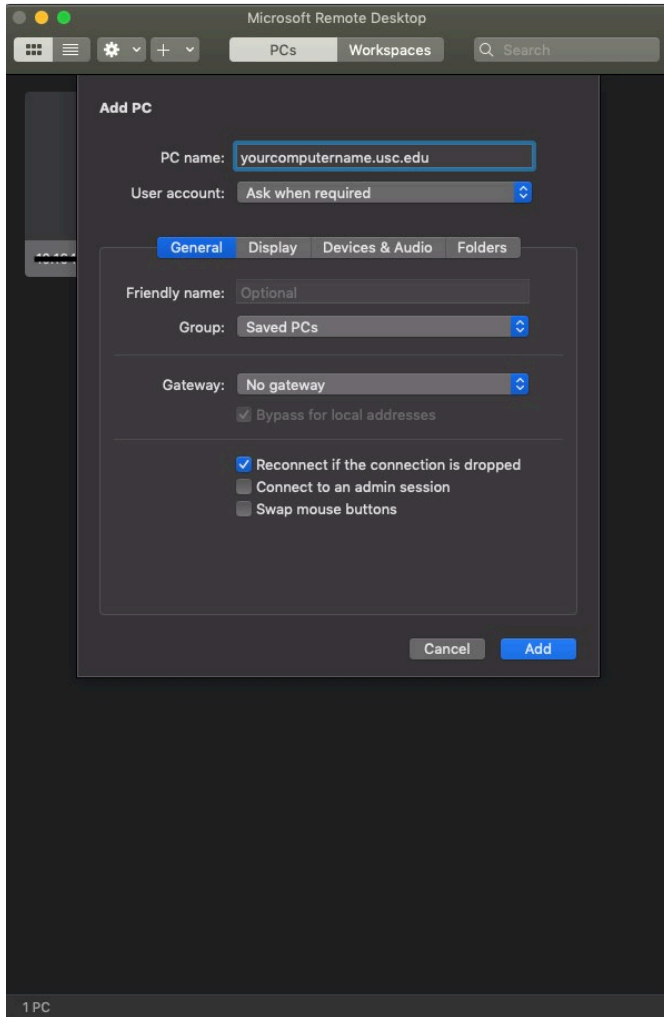 Microsoft Remote Desktop
PCs Workspaces Search
Add PC
PC name: yourcomputername.usc.edu
User account: Ask when required
General Display Devices & Audio Folders
Friendly name: Optional
Group: Saved PCs
Gateway: No gateway
Bypass for local addresses
Reconnect if the connection is dropped
Connect to an admin session
Swap mouse buttons
Cancel Add
1 PC